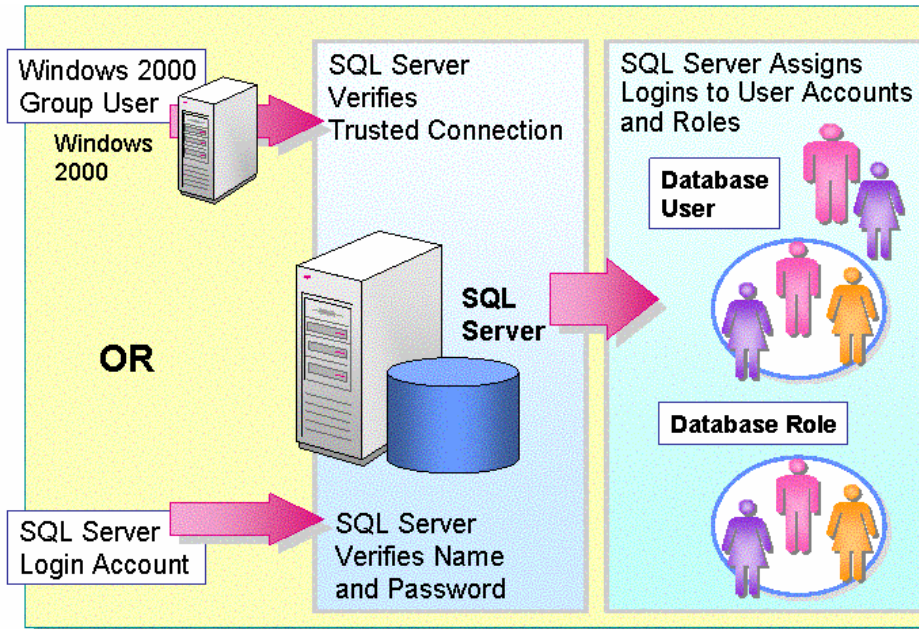 Windows 2000
Group User
Windows
2000
OR
SQL Server
Login Account
SQL Server
Verifies
Trusted Connection
SQL
Server
SQL Server
Verifies Name
and Password
SQL Server Assigns
Logins to User Accounts
and Roles
Database
User
Database Role